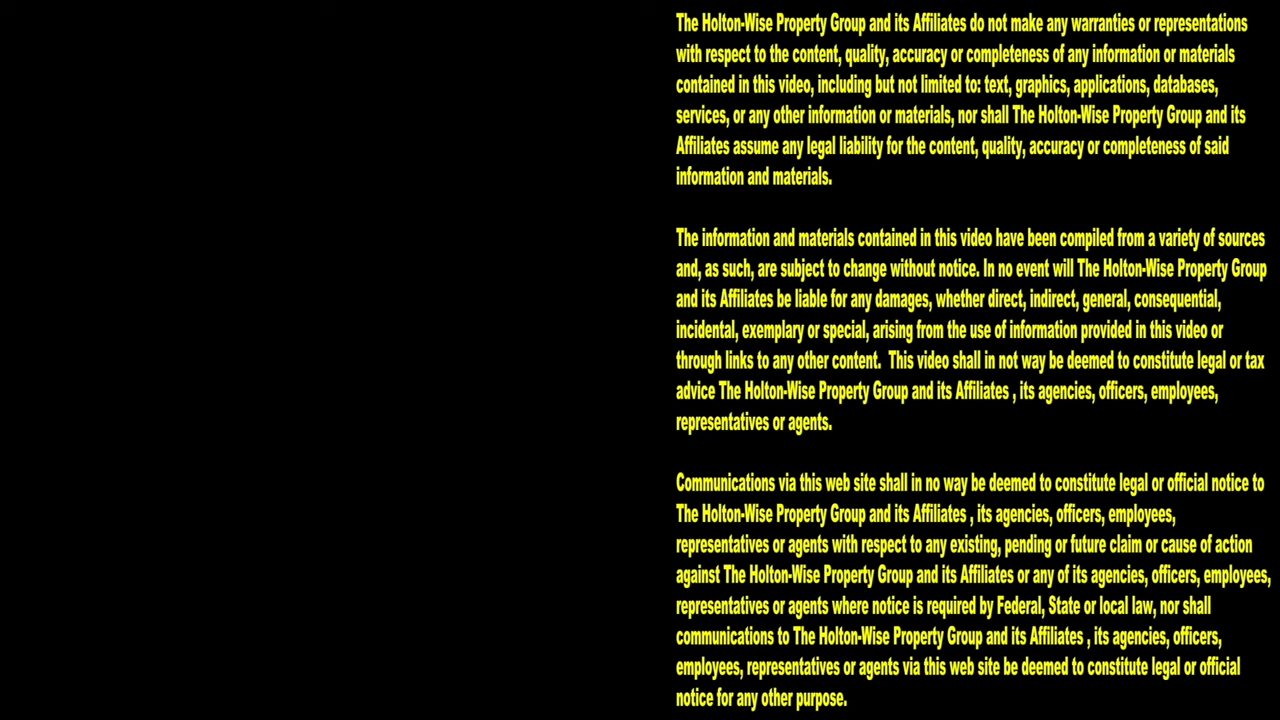 The Holton-Wise Property Group and its Affiliates do not make any warranties or representations
with respect to the content, quality, accuracy or completeness of any information or materials
contained in this video, including but not limited to: text, graphics, applications, databases,
services, or any other information or materials, nor shall The Holton-Wise Property Group and its
Affiliates assume any legal liability for the content, quality, accuracy or completeness of said
information and materials.

The information and materials contained in this video have been compiled from a variety of sources
and, as such, are subject to change without notice. In no event will The Holton-Wise Property Group
and its Affiliates be liable for any damages, whether direct, indirect, general, consequential,
incidental, exemplary or special, arising from the use of information provided in this video or
through links to any other content.  This video shall in not way be deemed to constitute legal or tax
advice The Holton-Wise Property Group and its Affiliates , its agencies, officers, employees,
representatives or agents.

Communications via this web site shall in no way be deemed to constitute legal or official notice to
The Holton-Wise Property Group and its Affiliates , its agencies, officers, employees,
representatives or agents with respect to any existing, pending or future claim or cause of action
against The Holton-Wise Property Group and its Affiliates or any of its agencies, officers, employees,
representatives or agents where notice is required by Federal, State or local law, nor shall
communications to The Holton-Wise Property Group and its Affiliates , its agencies, officers,
employees, representatives or agents via this web site be deemed to constitute legal or official
notice for any other purpose.